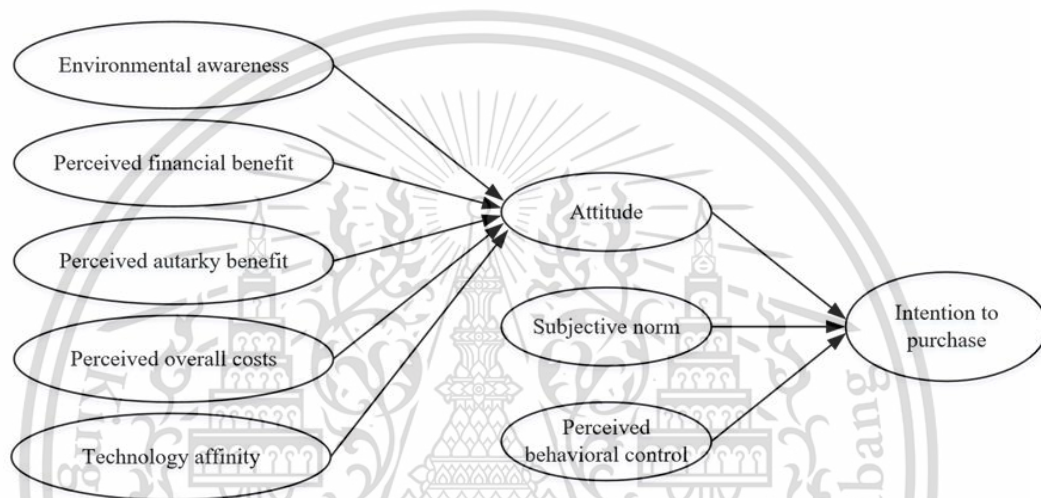 Environmental awareness
Perceived financial benefit
Perceived autarky benefit
Perceived overall costs
Technology affinity
Attitude
Subjective norm
Perceived
behavioral control
Intention to
purchase